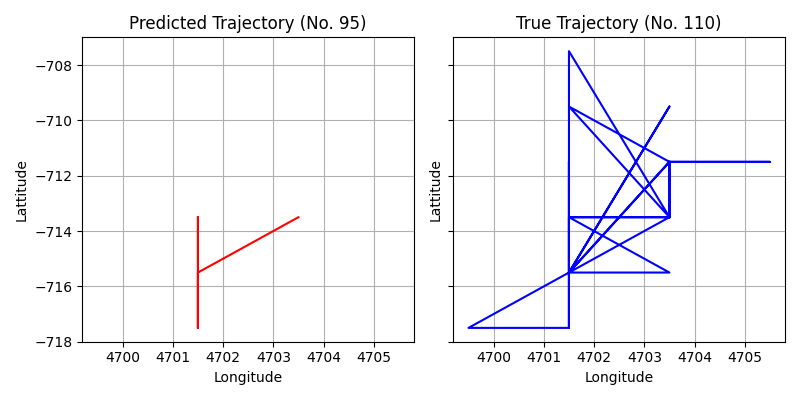 Predicted Trajectory (No. 95)
True Trajectory (No. 110)
−708
−710
−712
−714
−716
−718
Lattitude
Lattitude
4700 4701 4702 4703 4704 4705
4700 4701 4702 4703 4704 4705
Longitude
Longitude